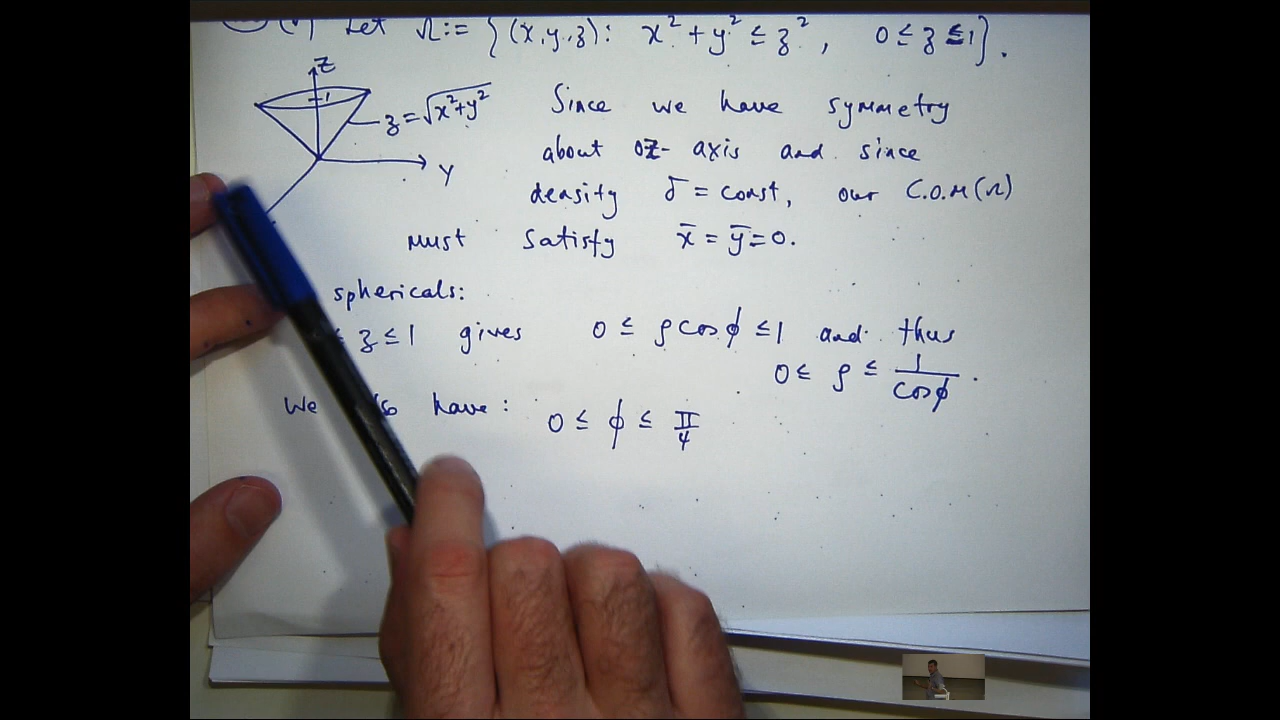 (V) Let Ω := {(x,y,z): x² + y² ≤ z², 0 ≤ z ≤ 1}.
Z
1
z = √(x²+y²)
Y
Since we have symmetry
about oz- axis and since
density δ = const, our C.O.M(Ω)
must satisfy x̄ = ȳ = 0.
sphericals:
≤ z ≤ 1 gives 0 ≤ ρ cos ϕ ≤ 1 and thus
0 ≤ ρ ≤ 1/cos ϕ.
We have: 0 ≤ ϕ ≤ π/4